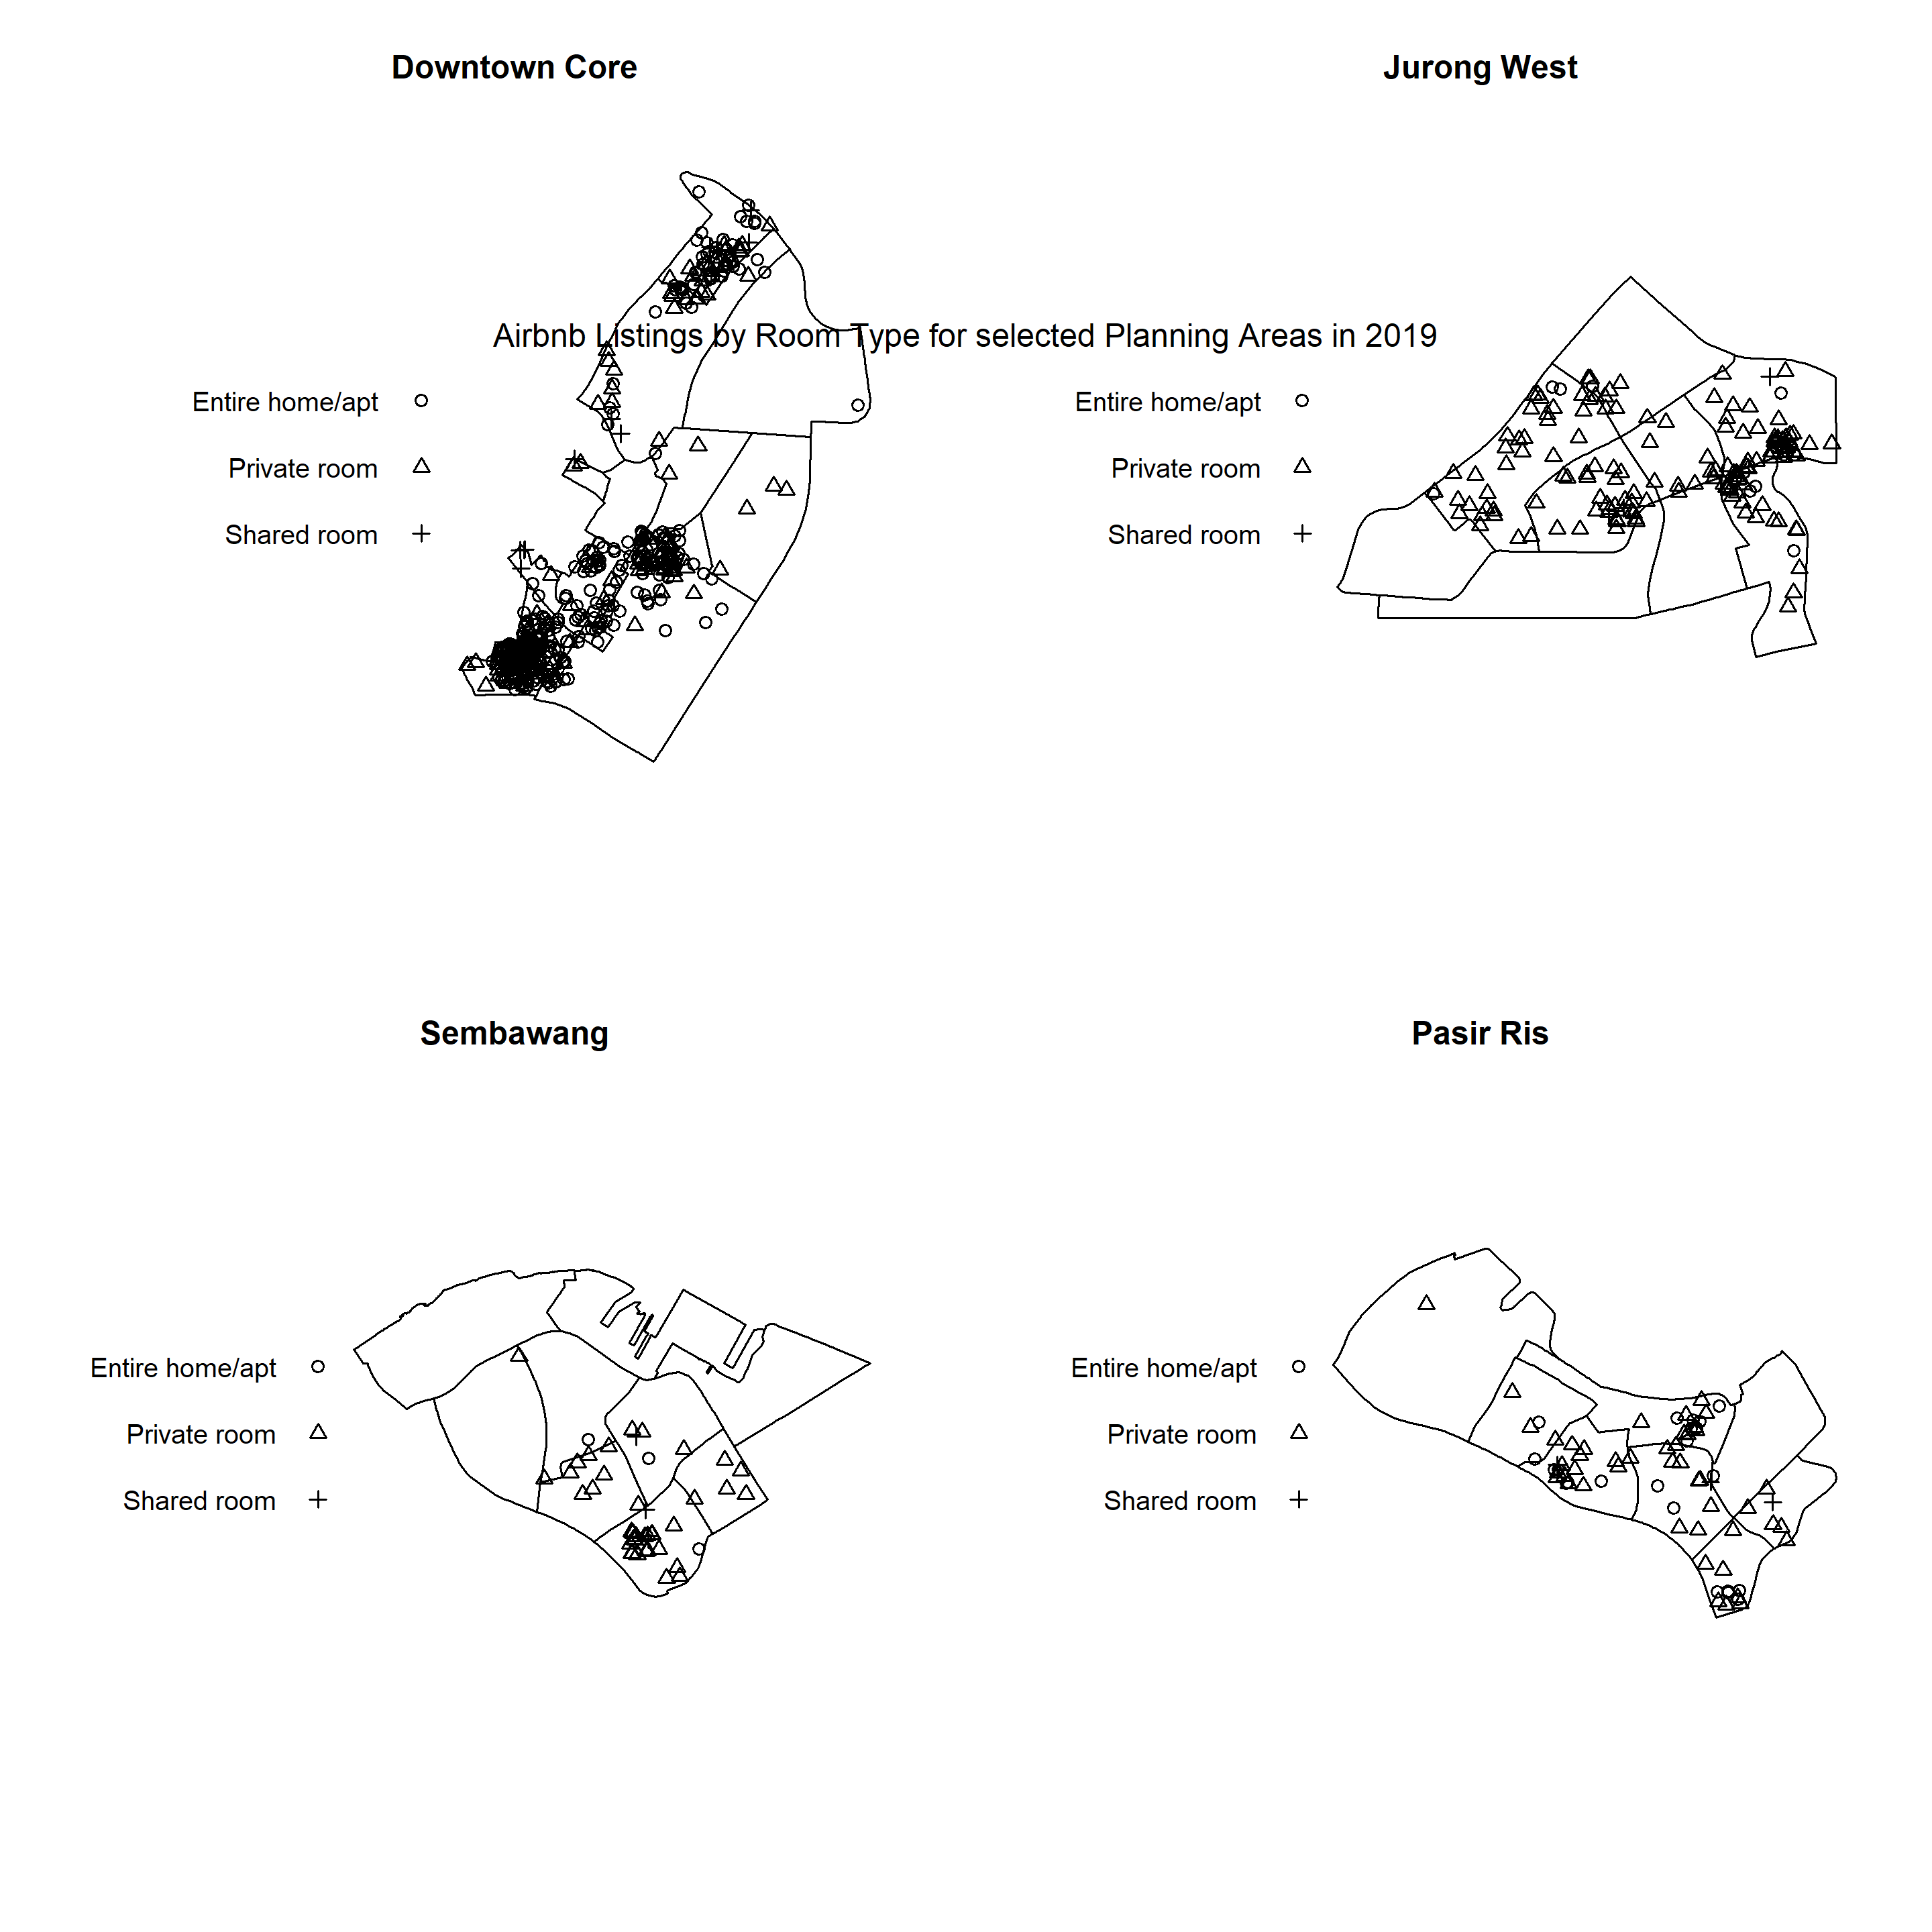 Downtown Core
Jurong West
Airbnb Listings by Room Type for selected Planning Areas in 2019
Entire home/apt
Private room
Shared room
Entire home/apt
Private room
Shared room
Sembawang
Pasir Ris
Entire home/apt
Private room
Shared room
Entire home/apt
Private room
Shared room